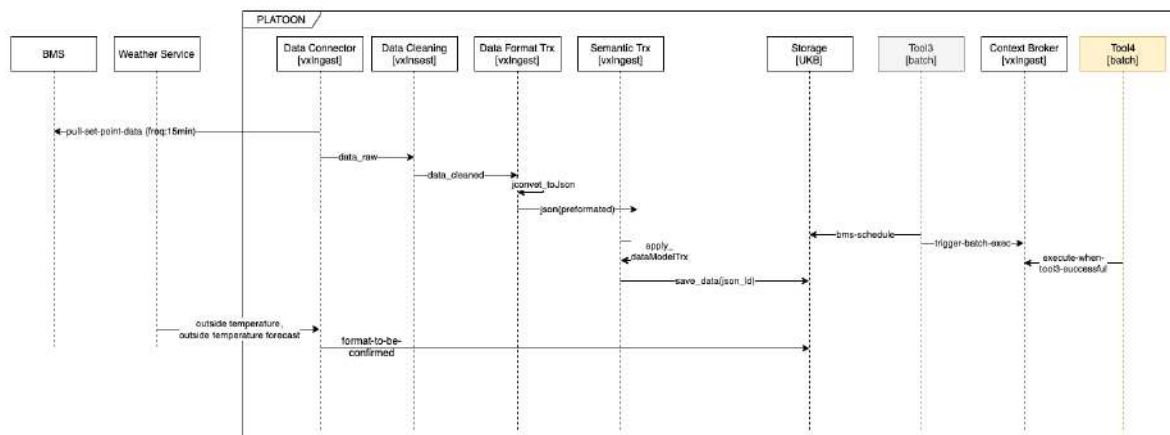 PLATOON
BMS
Weather Service
Data Connector
[vxIngest]
Data Cleaning
[vxIngest]
Data Format Trx
[vxIngest]
Semantic Trx
[vxIngest]
Storage
[UKB]
Tool3
[batch]
Context Broker
[vxIngest]
Tool4
[batch]
pull-set-point-data (freq:15min)
data_raw
data_cleaned
jconvet_toJson
json(preformated)
bms-schedule
trigger-batch-exec
apply_
dataModelTrx
execute-when-
tool3-successful
save_data(json_ld)
outside temperature,
outside temperature forecast
format-to-be-
confirmed